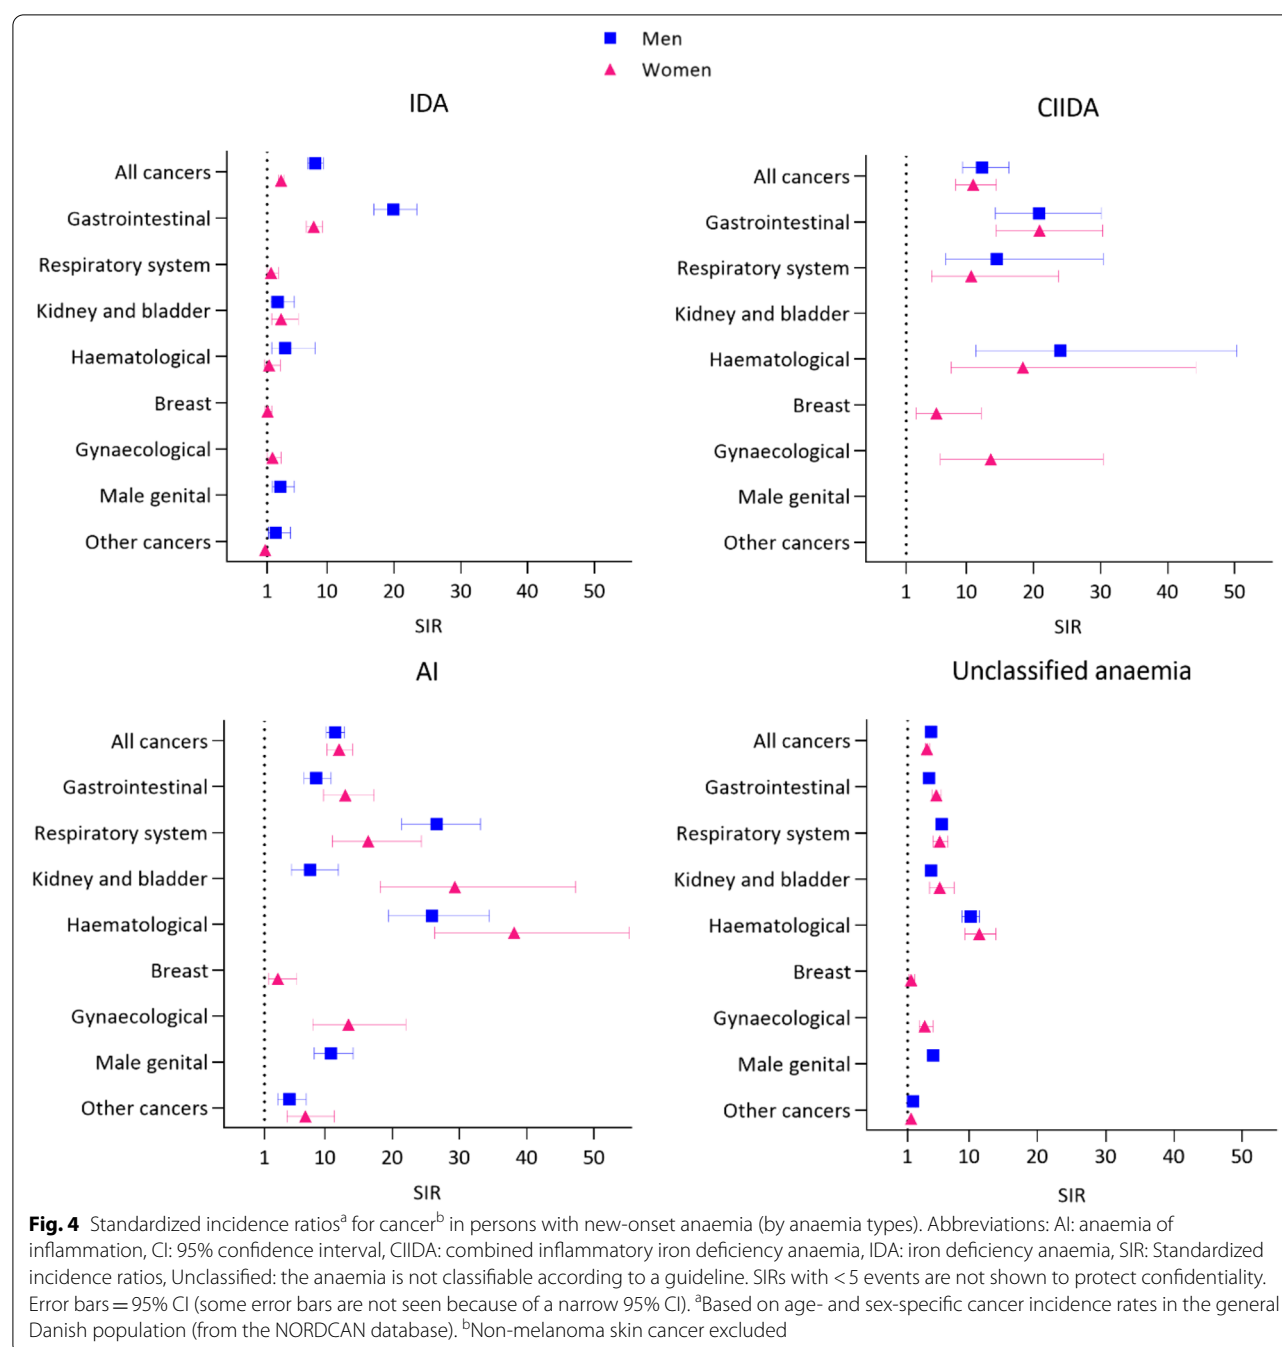 Men
Women
IDA
All cancers
Gastrointestinal
Respiratory system
Kidney and bladder
Haematological
Breast
Gynaecological
Male genital
Other cancers
1 10 20 30 40 50
SIR
CIIDA
All cancers
Gastrointestinal
Respiratory system
Kidney and bladder
Haematological
Breast
Gynaecological
Male genital
Other cancers
1 10 20 30 40 50
SIR
AI
All cancers
Gastrointestinal
Respiratory system
Kidney and bladder
Haematological
Breast
Gynaecological
Male genital
Other cancers
1 10 20 30 40 50
SIR
Unclassified anaemia
All cancers
Gastrointestinal
Respiratory system
Kidney and bladder
Haematological
Breast
Gynaecological
Male genital
Other cancers
1 10 20 30 40 50
SIR
Fig. 4 Standardized incidence ratiosᵃ for cancerᵇ in persons with new-onset anaemia (by anaemia types). Abbreviations: AI: anaemia of
inflammation, CI: 95% confidence interval, CIIDA: combined inflammatory iron deficiency anaemia, IDA: iron deficiency anaemia, SIR: Standardized
incidence ratios, Unclassified: the anaemia is not classifiable according to a guideline. SIRs with < 5 events are not shown to protect confidentiality.
Error bars = 95% CI (some error bars are not seen because of a narrow 95% CI). ᵃBased on age- and sex-specific cancer incidence rates in the general
Danish population (from the NORDCAN database). ᵇNon-melanoma skin cancer excluded